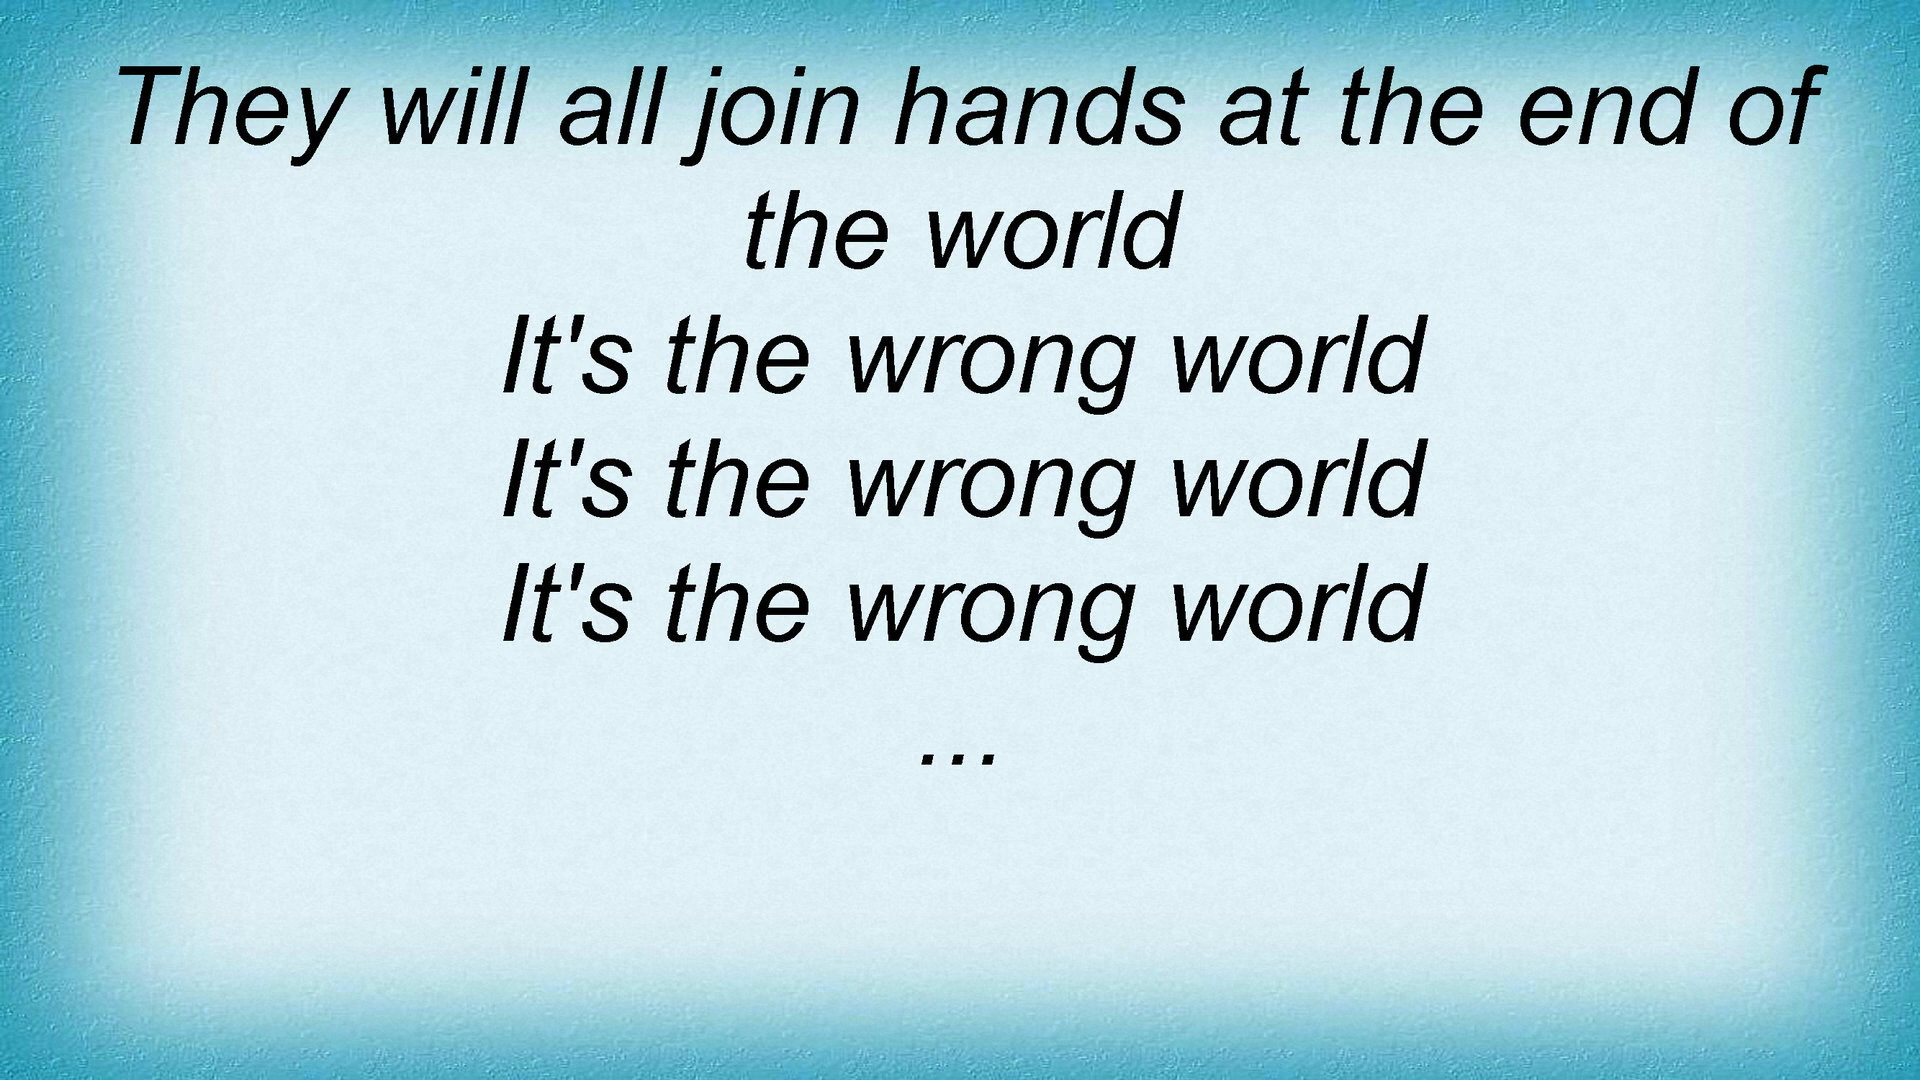 They will all join hands at the end of
the world
It's the wrong world
It's the wrong world
It's the wrong world
...